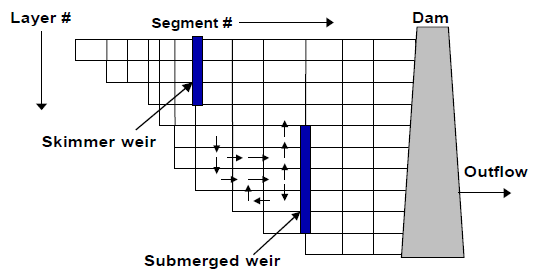 Layer #
Segment #
Dam
Skimmer weir
Outflow
Submerged weir